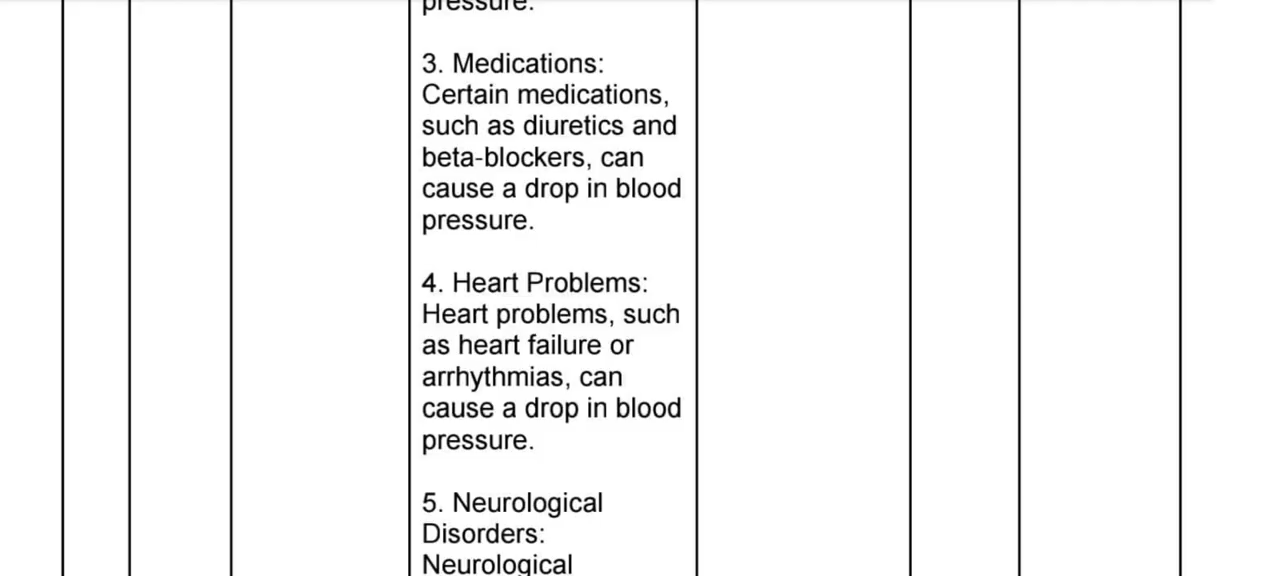 pressure.
3. Medications:
Certain medications,
such as diuretics and
beta-blockers, can
cause a drop in blood
pressure.
4. Heart Problems:
Heart problems, such
as heart failure or
arrhythmias, can
cause a drop in blood
pressure.
5. Neurological
Disorders:
Neurological